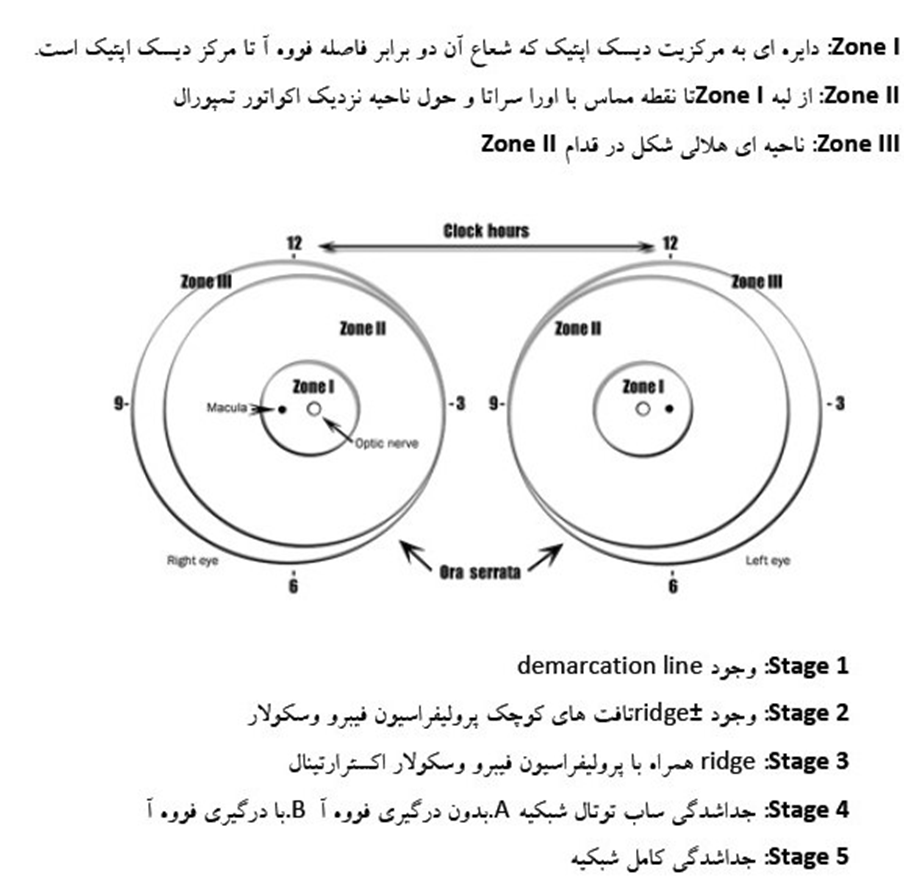 Zone I: دایره ای به مرکزیت دیسک اپتیک که شعاع آن دو برابر فاصله فووه آ تا مرکز دیسک اپتیک است.
Zone II: از لبه Zone I تا نقطه مماس با اورا سراتا و حول ناحیه نزدیک اکواتور تمپورال
Zone III: ناحیه ای هلالی شکل در قدام Zone II
Clock hours
12 12
Zone III Zone III
Zone II Zone II
Zone I Zone I
9- -3 9- -3
Macula
Optic nerve
Right eye Left eye
Ora serrata
6 6
Stage 1: وجود demarcation line
Stage 2: وجود ridge± تافت های کوچک پرولیفراسیون فیبرو وسکولار
Stage 3: ridge همراه با پرولیفراسیون فیبرو وسکولار اکسترارتینال
Stage 4: جداشدگی ساب توتال شبکیه A.بدون درگیری فووه آ B.با درگیری فووه آ
Stage 5: جداشدگی کامل شبکیه